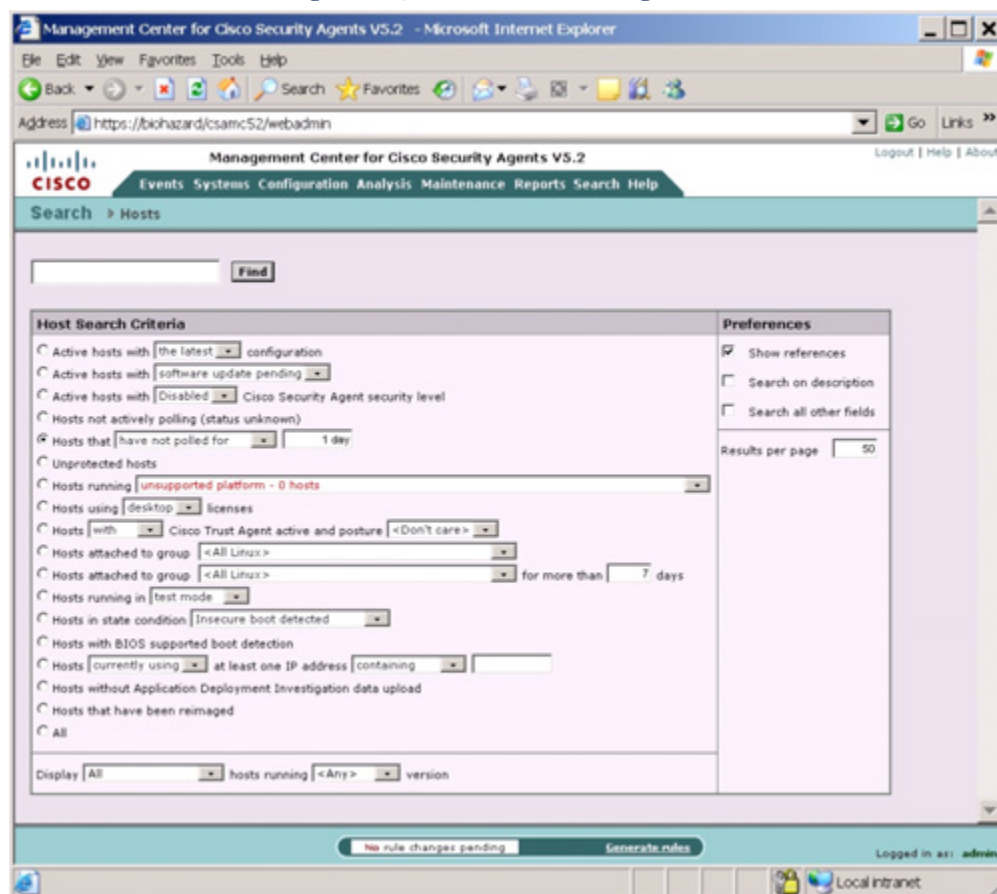 Management Center for Cisco Security Agents V5.2 - Microsoft Internet Explorer
File Edit View Favorites Tools Help
Back Search Favorites
Address https://biohazard/csamc52/webadmin Go Links »
Management Center for Cisco Security Agents V5.2 Logout | Help | About
CISCO Events Systems Configuration Analysis Maintenance Reports Search Help
Search Hosts
Find
Host Search Criteria Preferences
Active hosts with the latest configuration Show references
Active hosts with software update pending Search on description
Active hosts with Disabled Cisco Security Agent security level Search all other fields
Hosts not actively polling (status unknown)
Hosts that have not polled for 1 day Results per page 50
Unprotected hosts
Hosts running unsupported platform - 0 hosts
Hosts using desktop licenses
Hosts with Cisco Trust Agent active and posture <Don't care>
Hosts attached to group <All Linux>
Hosts attached to group <All Linux> for more than 7 days
Hosts running in test mode
Hosts in state condition Insecure boot detected
Hosts with BIOS supported boot detection
Hosts currently using at least one IP address containing
Hosts without Application Deployment Investigation data upload
Hosts that have been reimaged
All
Display All hosts running <Any> version
No rule changes pending Generate rules
Logged in as: admin
Local intranet